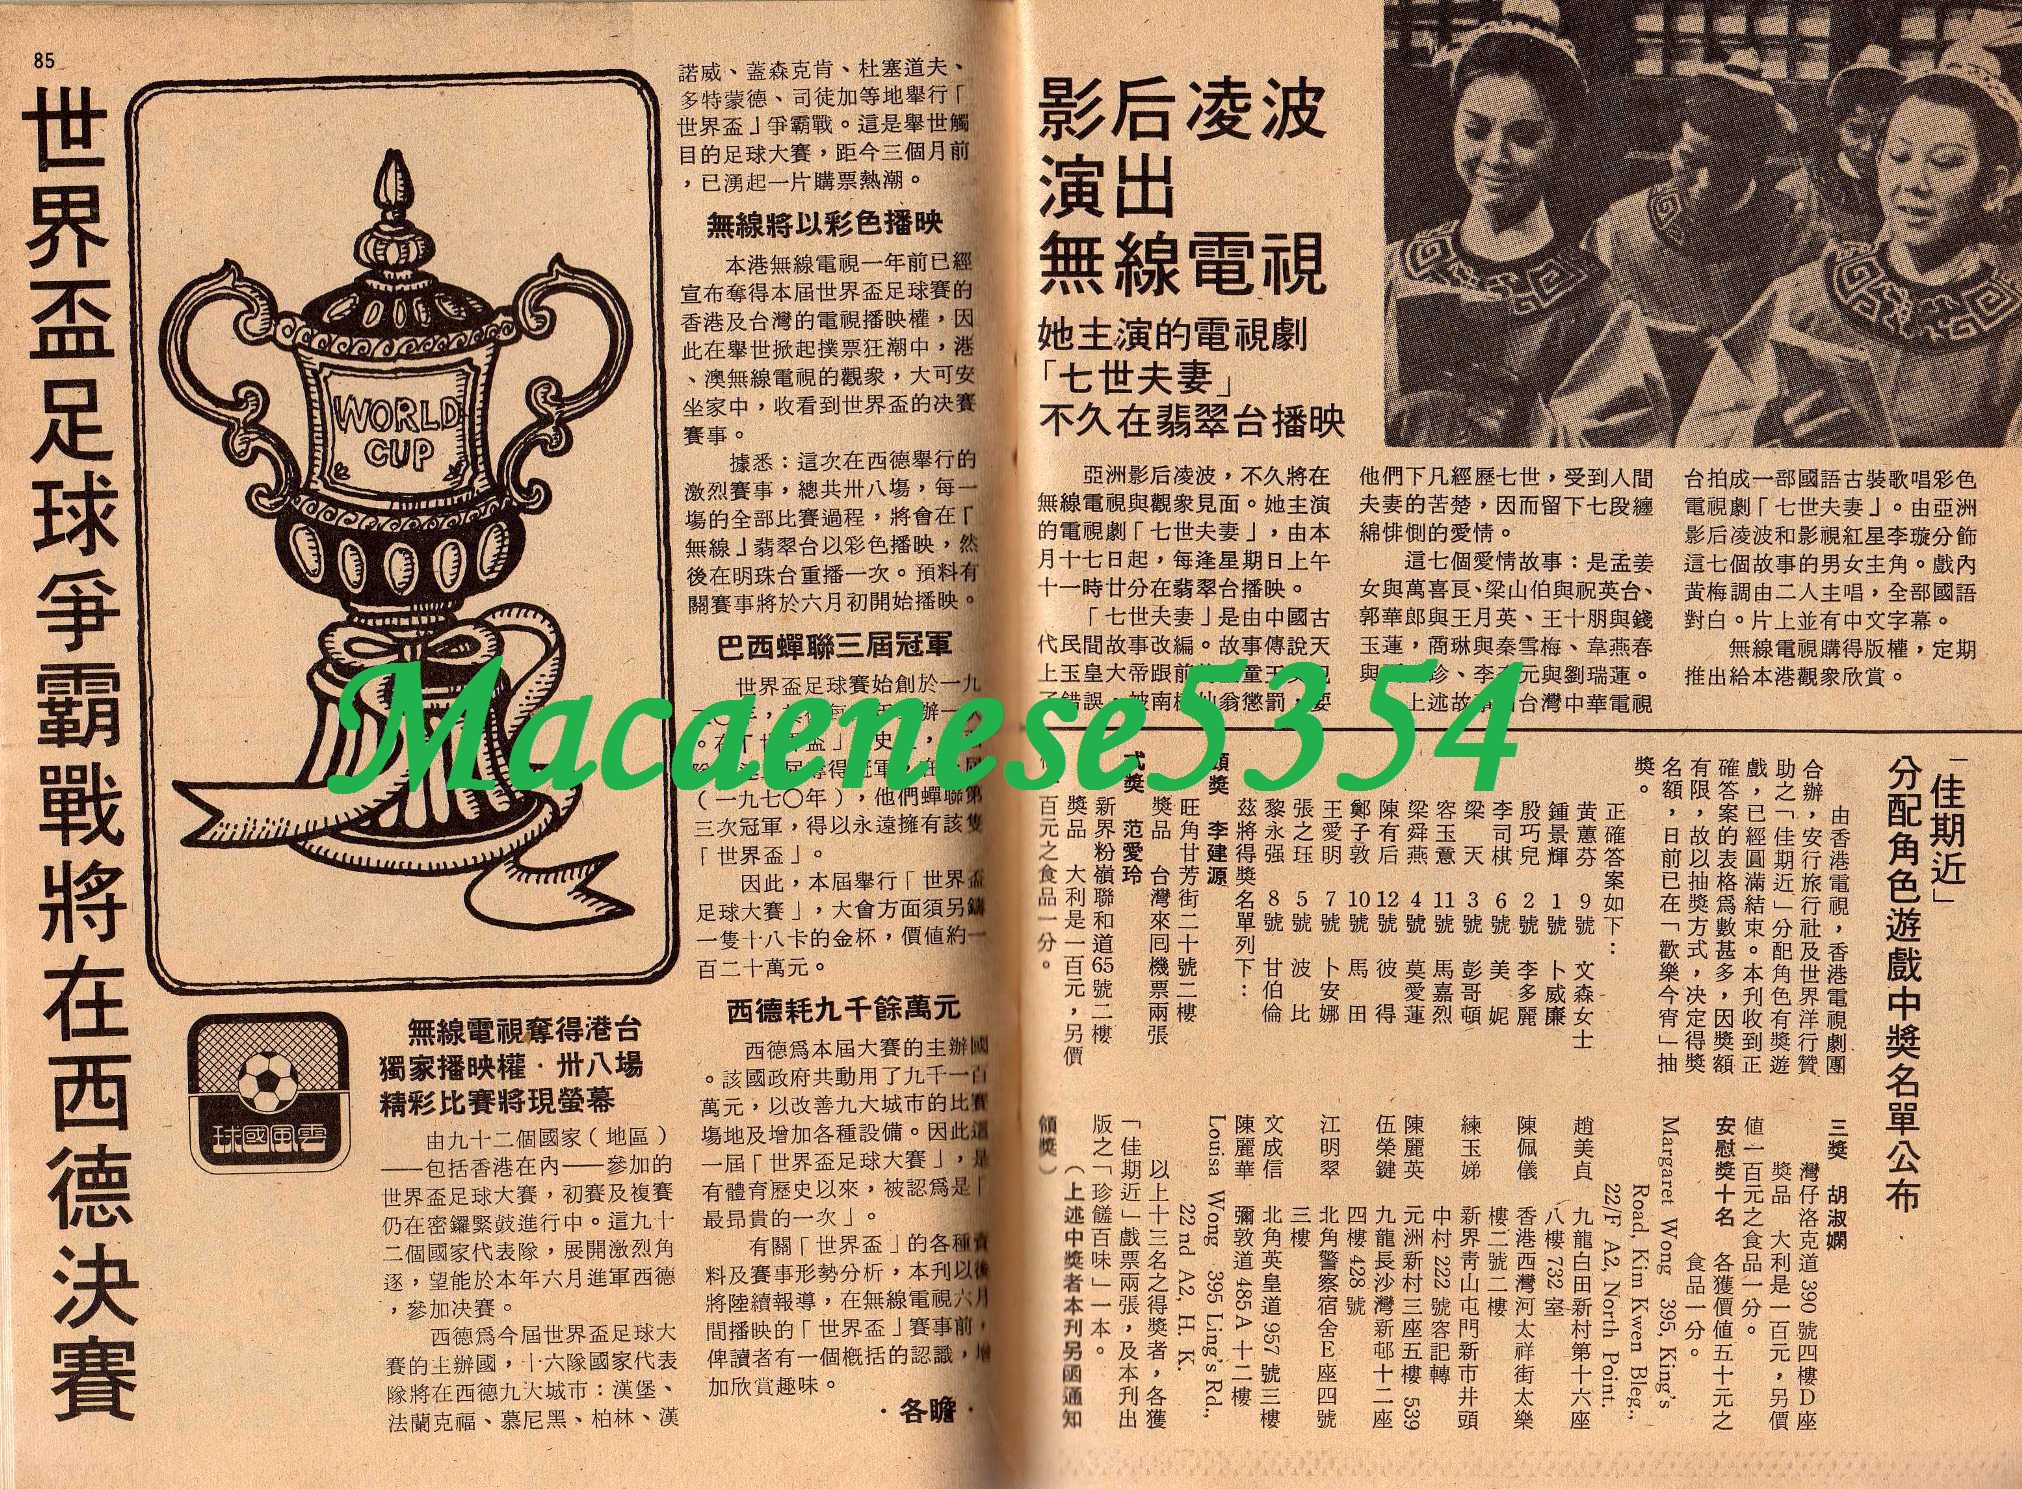 85
世界盃足球爭霸戰將在西德決賽
WORLD
CUP
球國風雲
無線電視奪得港台
獨家播映權·卅八場
精彩比賽將現螢幕
由九十二個國家（地區）
——包括香港在內——參加的
世界盃足球大賽，初賽及複賽
仍在密鑼緊鼓進行中。這九十
二個國家代表隊，展開激烈角
逐，望能於本年六月進軍西德
，參加決賽。
西德爲今屆世界盃足球大
賽的主辦國，十六隊國家代表
隊將在西德九大城市：漢堡、
法蘭克福、慕尼黑、柏林、漢
諾威、蓋森克肯、杜塞道夫、
多特蒙德、司徒加等地舉行「
世界盃」爭霸戰。這是舉世觸
目的足球大賽，距今三個月前
，已湧起一片購票熱潮。
無線將以彩色播映
本港無線電視一年前已經
宣布奪得本屆世界盃足球賽的
香港及台灣的電視播映權，因
此在舉世掀起撲票狂潮中，港
、澳無線電視的觀衆，大可安
坐家中，收看到世界盃的決賽
賽事。
據悉：這次在西德舉行的
激烈賽事，總共卅八場，每一
場的全部比賽過程，將會在「
無線」翡翠台以彩色播映，然
後在明珠台重播一次。預料有
關賽事將於六月初開始播映。
巴西蟬聯三屆冠軍
世界盃足球賽始創於一九
（一九七〇年），他們蟬聯第
三次冠軍，得以永遠擁有該隻
「世界盃」。
因此，本屆舉行「世界盃
足球大賽」，大會方面須另鑄
一隻十八卡的金杯，價值約一
百二十萬元。
西德耗九千餘萬元
西德爲本屆大賽的主辦國
。該國政府共動用了九千一百
萬元，以改善九大城市的比賽
場地及增加各種設備。因此這
一屆「世界盃足球大賽」，是
有體育歷史以來，被認爲是「
最昂貴的一次」。
有關「世界盃」的各種資
料及賽事形勢分析，本刊以後
將陸續報導，在無線電視六月
間播映的「世界盃」賽事前，
俾讀者有一個概括的認識，增
加欣賞趣味。
·各瞻·
影后凌波
演出
無線電視
她主演的電視劇
「七世夫妻」
不久在翡翠台播映
亞洲影后凌波，不久將在
無線電視與觀衆見面。她主演
的電視劇「七世夫妻」，由本
月十七日起，每逢星期日上午
十一時廿分在翡翠台播映。
「七世夫妻」是由中國古
代民間故事改編。故事傳說天
上玉皇大帝跟前
他們下凡經歷七世，受到人間
夫妻的苦楚，因而留下七段纏
綿悱惻的愛情。
這七個愛情故事：是孟姜
女與萬喜良、梁山伯與祝英台、
郭華郎與王月英、王十朋與錢
玉蓮，商琳與秦雪梅、韋燕春
與 珍、李 元與劉瑞蓮。
上述故 台灣中華電視
台拍成一部國語古裝歌唱彩色
電視劇「七世夫妻」。由亞洲
影后凌波和影視紅星李璇分飾
這七個故事的男女主角。戲內
黃梅調由二人主唱，全部國語
對白。片上並有中文字幕。
無線電視購得版權，定期
推出給本港觀衆欣賞。
「佳期近」
分配角色遊戲中獎名單公布
由香港電視，香港電視劇團
合辦，安行旅行社及世界洋行贊
助之「佳期近」分配角色有獎遊
戲，已經圓滿結束。本刊收到正
確答案的表格爲數甚多，因獎額
有限，故以抽獎方式，決定得獎
名額，日前已在「歡樂今宵」抽
獎。
正確答案如下：
黃蕙芬 9號 文森女士
鍾景輝 1號 卜威廉
殷巧兒 2號 李多麗
李司棋 6號 美妮
梁天 3號 彭哥頓
容玉意 11號 馬嘉烈
梁舜燕 4號 莫愛蓮
陳有后 12號 彼得
鄭子敦 10號 馬田
王愛明 7號 卜安娜
張之珏 5號 波比
黎永强 8號 甘伯倫
茲將得獎名單列下：
頭獎 李建源
旺角甘芳街二十號二樓
獎品 台灣來回機票兩張
弍獎 范愛玲
新界粉嶺聯和道65號二樓
獎品 大利是一百元，另價
百元之食品一分。
三獎 胡淑嫻
灣仔洛克道390號四樓D座
獎品 大利是一百元，另價
值一百元之食品一分。
安慰獎十名 各獲價值五十元之
食品一分。
Margaret Wong 395, King's
Road, Kim Kwen Bleg.,
22/F A2, North Point.
趙美貞 九龍白田新村第十六座
八樓732室
陳佩儀 香港西灣河太祥街太樂
樓二號二樓
練玉娣 新界青山屯門新市井頭
中村222號容記轉
陳麗英 元洲新村三座五樓539
伍榮鍵 九龍長沙灣新邨十二座
四樓428號
江明翠 北角警察宿舍E座四號
三樓
文成信 北角英皇道957號三樓
陳麗華 彌敦道485A十二樓
Louisa Wong 395 Ling's Rd.,
22nd A2, H. K.
以上十三名之得獎者，各獲
「佳期近」戲票兩張，及本刊出
版之「珍饈百味」一本。
（上述中獎者本刊另函通知
領獎）
Macaenese5354